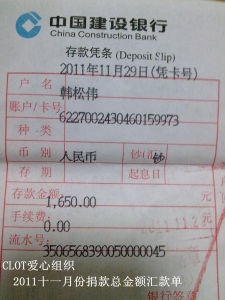 中国建设银行
China Construction Bank
存款凭条 (Deposit Slip)
2011年11月29日(凭卡号)
户 名 韩松伟
账户/卡号 6227002430460159973
种 类
币 别 人民币 钞
存 期 起息日
存款金额: 1,650.00 元
手续费: 0.00 元
流水号: 3506568390050000045
CLOT爱心组织
2011十一月份捐款总金额汇款单